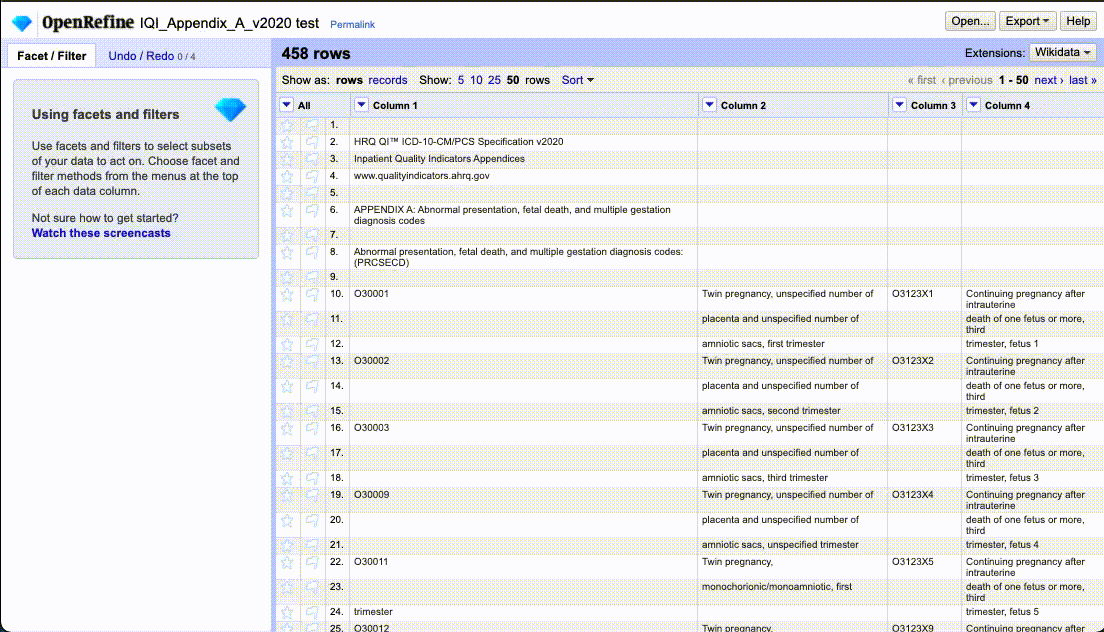 OpenRefine IQI_Appendix_A_v2020 test Permalink Open... Export Help
Facet / Filter Undo / Redo 0 / 4 458 rows Extensions: Wikidata
Show as: rows records Show: 5 10 25 50 rows Sort « first ‹ previous 1 - 50 next › last »
Using facets and filters
Use facets and filters to select subsets
of your data to act on. Choose facet and
filter methods from the menus at the top
of each data column.
Not sure how to get started?
Watch these screencasts
All Column 1 Column 2 Column 3 Column 4
1.
2. HRQ QI™ ICD-10-CM/PCS Specification v2020
3. Inpatient Quality Indicators Appendices
4. www.qualityindicators.ahrq.gov
5.
6. APPENDIX A: Abnormal presentation, fetal death, and multiple gestation
diagnosis codes
7.
8. Abnormal presentation, fetal death, and multiple gestation diagnosis codes:
(PRCSECD)
9.
10. O30001 Twin pregnancy, unspecified number of O3123X1 Continuing pregnancy after
intrauterine
11. placenta and unspecified number of death of one fetus or more,
third
12. amniotic sacs, first trimester trimester, fetus 1
13. O30002 Twin pregnancy, unspecified number of O3123X2 Continuing pregnancy after
intrauterine
14. placenta and unspecified number of death of one fetus or more,
third
15. amniotic sacs, second trimester trimester, fetus 2
16. O30003 Twin pregnancy, unspecified number of O3123X3 Continuing pregnancy after
intrauterine
17. placenta and unspecified number of death of one fetus or more,
third
18. amniotic sacs, third trimester trimester, fetus 3
19. O30009 Twin pregnancy, unspecified number of O3123X4 Continuing pregnancy after
intrauterine
20. placenta and unspecified number of death of one fetus or more,
third
21. amniotic sacs, unspecified trimester trimester, fetus 4
22. O30011 Twin pregnancy, O3123X5 Continuing pregnancy after
intrauterine
23. monochorionic/monoamniotic, first death of one fetus or more,
third
24. trimester trimester, fetus 5
25. O30012 Twin pregnancy, O3123X9 Continuing pregnancy after